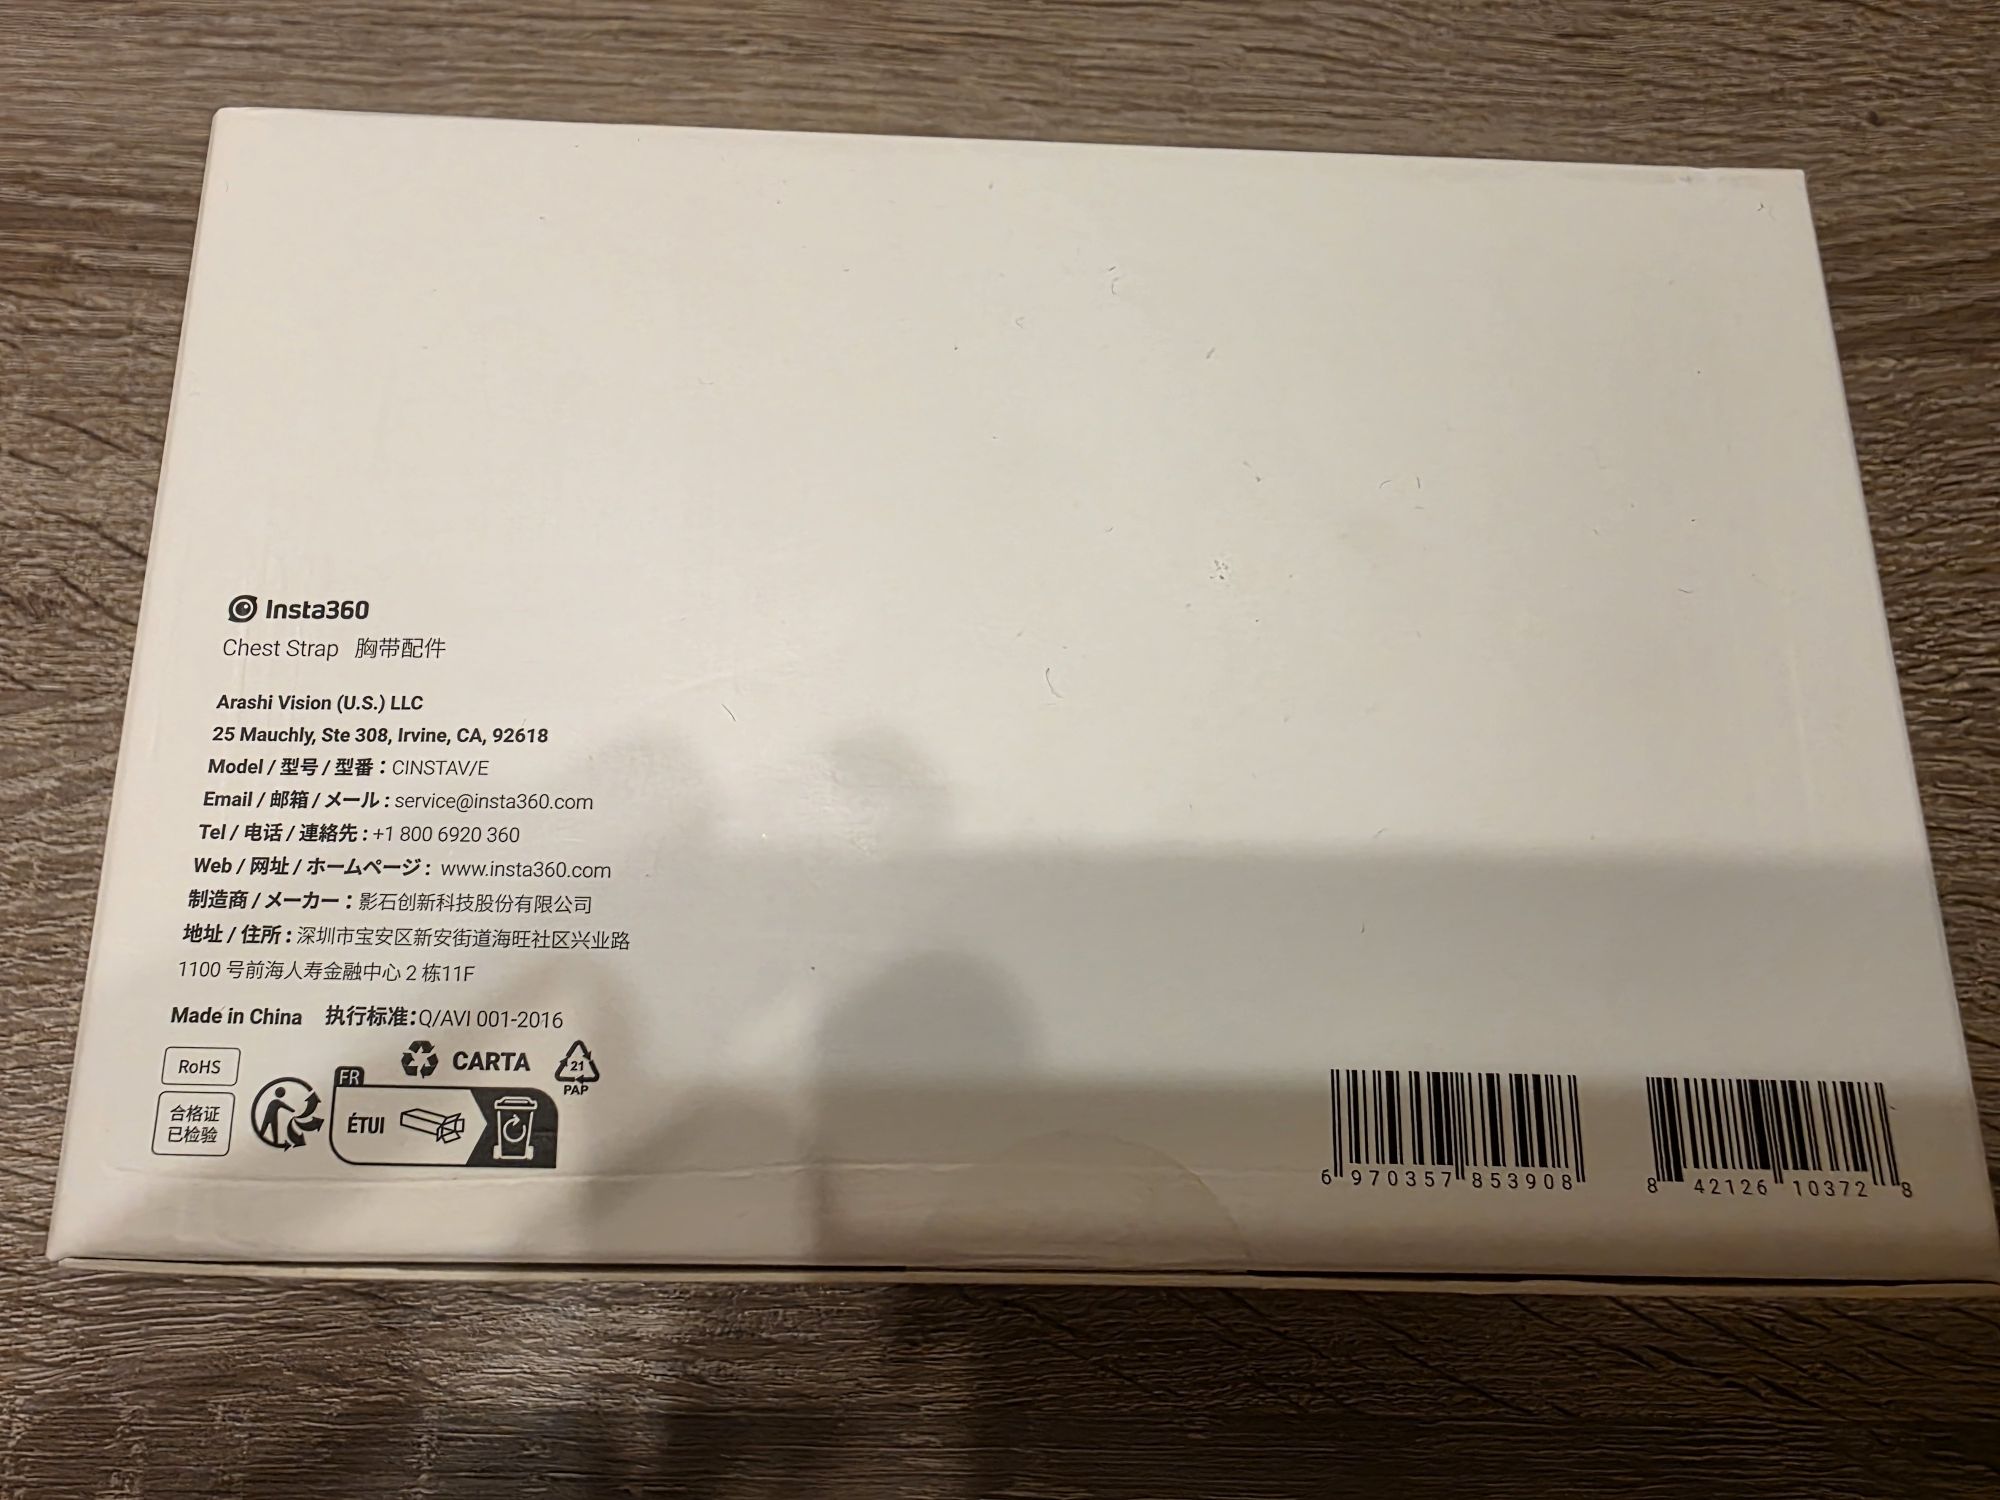 Insta360
Chest Strap 胸带配件
Arashi Vision (U.S.) LLC
25 Mauchly, Ste 308, Irvine, CA, 92618
Model / 型号 / 型番：CINSTAV/E
Email / 邮箱 / メール : service@insta360.com
Tel / 电话 / 連絡先 : +1 800 6920 360
Web / 网址 / ホームページ : www.insta360.com
制造商 / メーカー：影石创新科技股份有限公司
地址 / 住所 : 深圳市宝安区新安街道海旺社区兴业路
1100 号前海人寿金融中心 2 栋11F
Made in China 执行标准：Q/AVI 001-2016
RoHS
CARTA
21
PAP
合格证
已检验
FR
ÉTUI
6 970357 853908
8 42126 10372 8